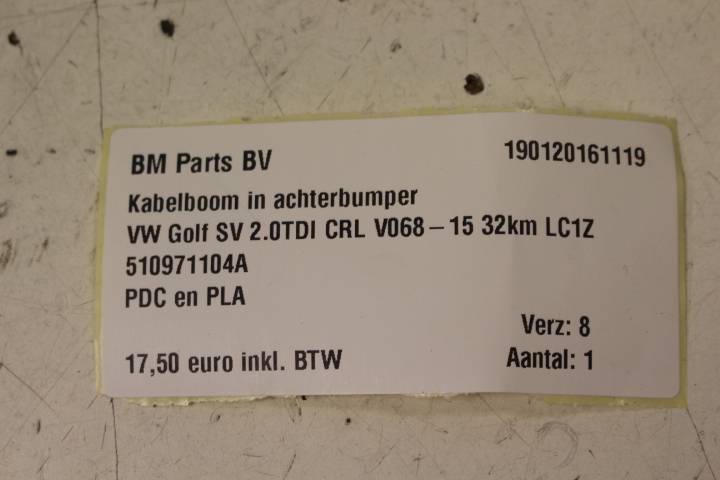 BM Parts BV 190120161119
Kabelboom in achterbumper
VW Golf SV 2.0TDI CRL V068 – 15 32km LC1Z
510971104A
PDC en PLA
Verz: 8
17,50 euro inkl. BTW Aantal: 1